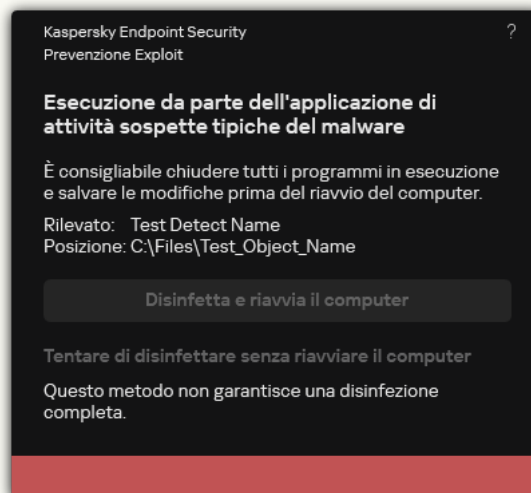 Kaspersky Endpoint Security
?
Prevenzione Exploit
Esecuzione da parte dell'applicazione di
attività sospette tipiche del malware
È consigliabile chiudere tutti i programmi in esecuzione
e salvare le modifiche prima del riavvio del computer.
Rilevato: Test Detect Name
Posizione: C:\Files\Test_Object_Name
Disinfetta e riavvia il computer
Tentare di disinfettare senza riavviare il computer
Questo metodo non garantisce una disinfezione
completa.